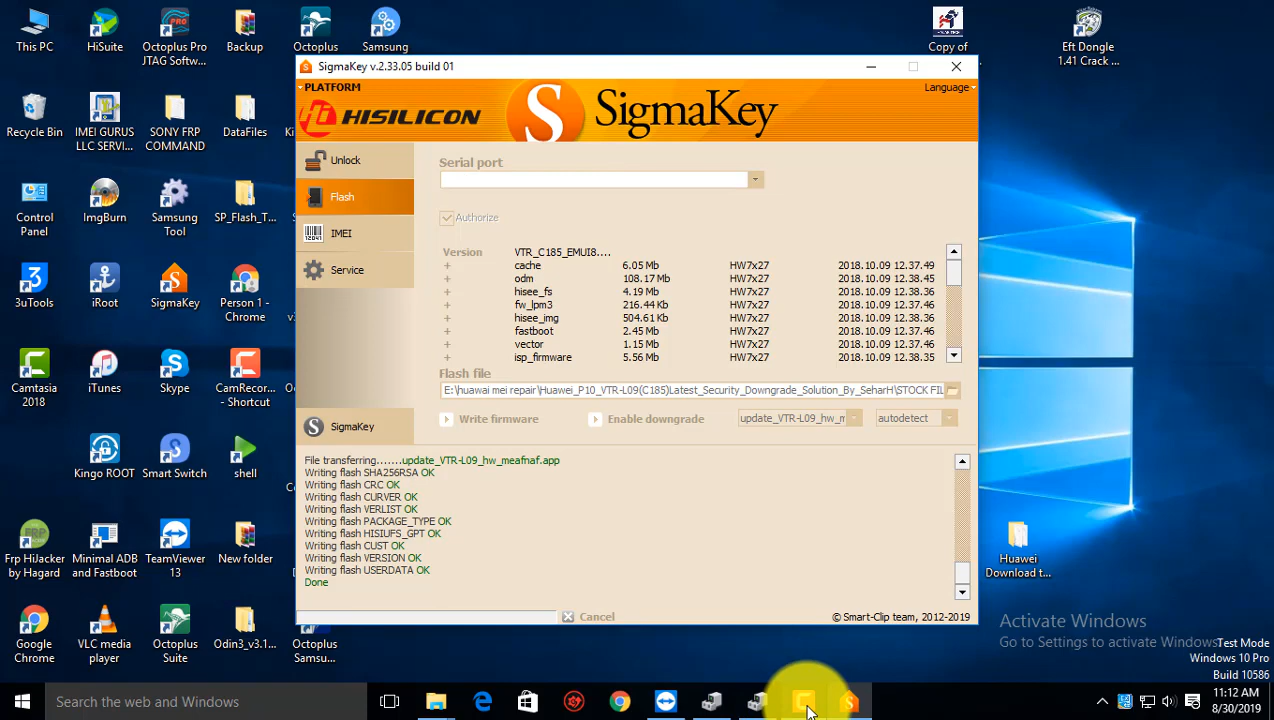 This PC
HiSuite
Octoplus Pro
JTAG Softw...
Backup
Octoplus
Samsung
Copy of
Eft Dongle
1.41 Crack ...
SigmaKey v.2.33.05 build 01
PLATFORM
Language
HISILICON
S
SigmaKey
Recycle Bin
IMEI GURUS
LLC SERVI...
SONY FRP
COMMAND
DataFiles
Unlock
Flash
IMEI
Service
SigmaKey
Serial port
Authorize
Version VTR_C185_EMUI8....
+ cache 6.05 Mb HW7x27 2018.10.09 12.37.49
+ odm 108.17 Mb HW7x27 2018.10.09 12.38.45
+ hisee_fs 4.19 Mb HW7x27 2018.10.09 12.38.36
+ fw_lpm3 216.44 Kb HW7x27 2018.10.09 12.37.46
+ hisee_img 504.61 Kb HW7x27 2018.10.09 12.38.36
+ fastboot 2.45 Mb HW7x27 2018.10.09 12.37.46
+ vector 1.15 Mb HW7x27 2018.10.09 12.37.46
+ isp_firmware 5.56 Mb HW7x27 2018.10.09 12.38.35
Flash file
E:\huawai mei repair\Huawei_P10_VTR-L09(C185)Latest_Security_Downgrade_Solution_By_SeharH\STOCK FIL
Write firmware
Enable downgrade
update_VTR-L09_hw_m
autodetect
File transferring.......update_VTR-L09_hw_meafnaf.app
Writing flash SHA256RSA OK
Writing flash CRC OK
Writing flash CURVER OK
Writing flash VERLIST OK
Writing flash PACKAGE_TYPE OK
Writing flash HISIUFS_GPT OK
Writing flash CUST OK
Writing flash VERSION OK
Writing flash USERDATA OK
Done
Cancel
© Smart-Clip team, 2012-2019
Control
Panel
ImgBurn
Samsung
Tool
SP_Flash_T...
3uTools
iRoot
SigmaKey
Person 1 -
Chrome
Camtasia
2018
iTunes
Skype
CamRecor...
- Shortcut
Kingo ROOT
Smart Switch
shell
Frp HiJacker
by Hagard
Minimal ADB
and Fastboot
TeamViewer
13
New folder
Google
Chrome
VLC media
player
Octoplus
Suite
Odin3_v3.1...
Octoplus
Samsu...
Huawei
Download t...
Activate Windows
Go to Settings to activate Windows.
Test Mode
Windows 10 Pro
Build 10586
Search the web and Windows
11:12 AM
8/30/2019